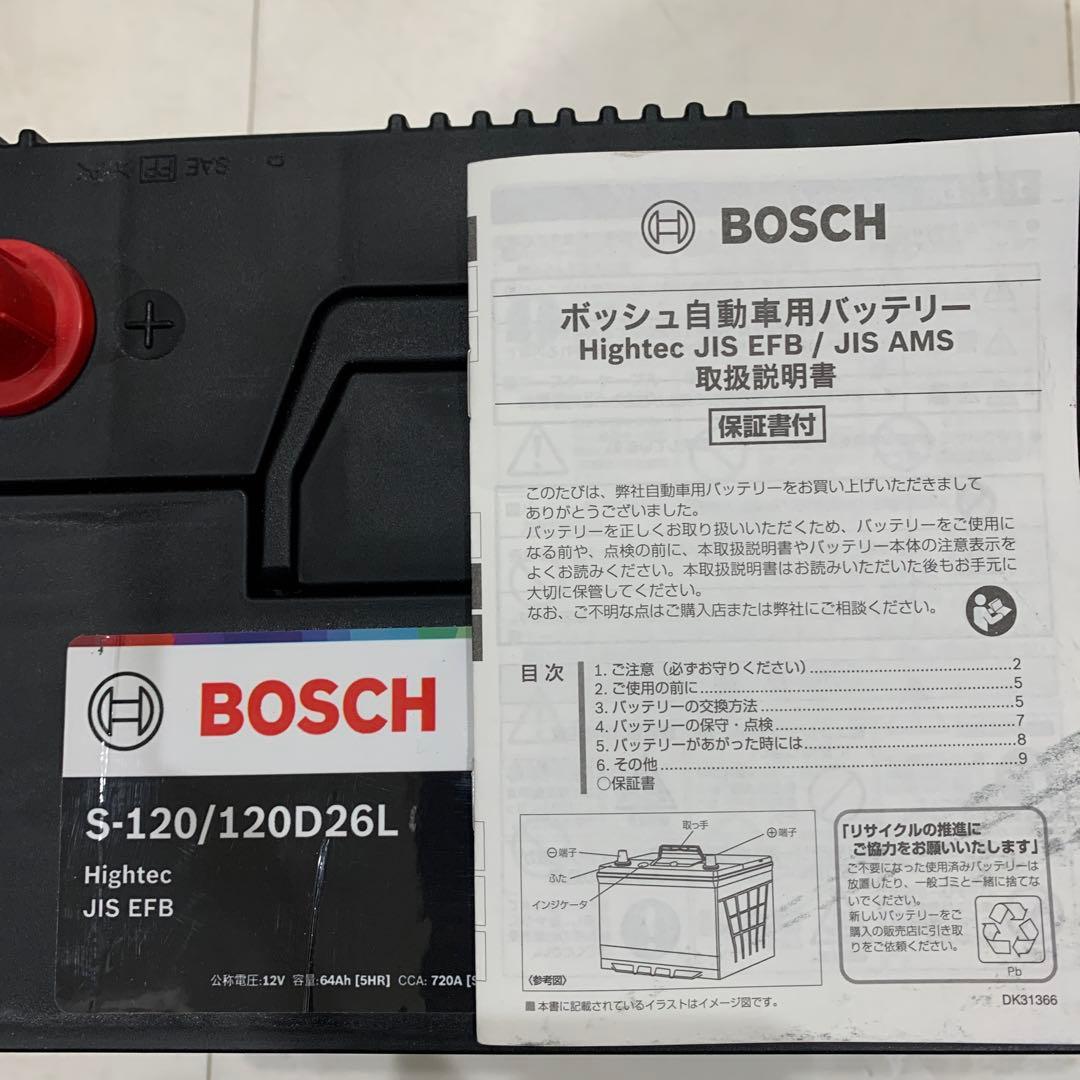 SAE
D
+
BOSCH
S-120/120D26L
Hightec
JIS EFB
公称電圧:12V 容量:64Ah [5HR] CCA: 720A [S
BOSCH
ボッシュ自動車用バッテリー
Hightec JIS EFB / JIS AMS
取扱説明書
保証書付
このたびは、弊社自動車用バッテリーをお買い上げいただきまして
ありがとうございました。
バッテリーを正しくお取り扱いいただくため、バッテリーをご使用に
なる前や、点検の前に、本取扱説明書やバッテリー本体の注意表示を
よくお読みください。本取扱説明書はお読みいただいた後もお手元に
大切に保管してください。
なお、ご不明な点はご購入店または弊社にご相談ください。
目次
1. ご注意（必ずお守りください）2
2. ご使用の前に5
3. バッテリーの交換方法5
4. バッテリーの保守・点検7
5. バッテリーがあがった時には8
6. その他9
○保証書
取っ手
⊕端子
⊖端子
ふた
インジケータ
《参考図》
■ 本書に記載されているイラストはイメージ図です。
「リサイクルの推進に
ご協力をお願いいたします」
ご不要になった使用済みバッテリーは
放置したり、一般ゴミと一緒に捨てな
いでください。
新しいバッテリーをご
購入の販売店に引き取
りをご依頼ください。
Pb
DK31366